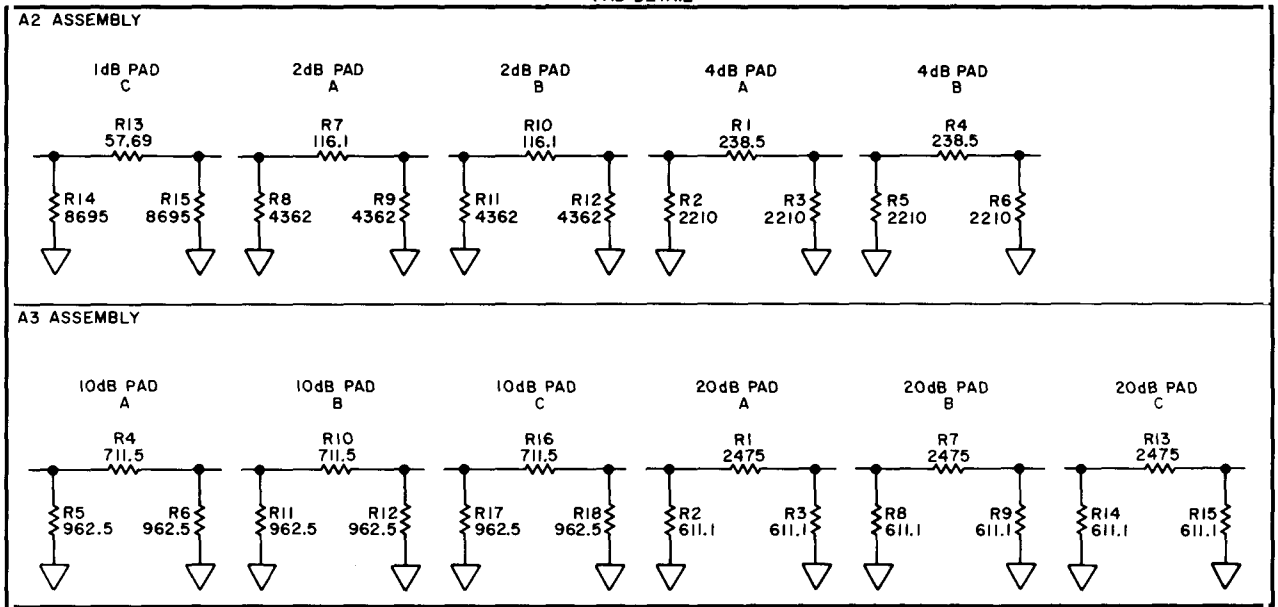 A2 ASSEMBLY
1dB PAD
C
2dB PAD
A
2dB PAD
B
4dB PAD
A
4dB PAD
B
R13
57.69
R7
116.1
R10
116.1
R1
238.5
R4
238.5
R14
8695
R15
8695
R8
4362
R9
4362
R11
4362
R12
4362
R2
2210
R3
2210
R5
2210
R6
2210
A3 ASSEMBLY
10dB PAD
A
10dB PAD
B
10dB PAD
C
20dB PAD
A
20dB PAD
B
20dB PAD
C
R4
711.5
R10
711.5
R16
711.5
R1
2475
R7
2475
R13
2475
R5
962.5
R6
962.5
R11
962.5
R12
962.5
R17
962.5
R18
962.5
R2
611.1
R3
611.1
R8
611.1
R9
611.1
R14
611.1
R15
611.1